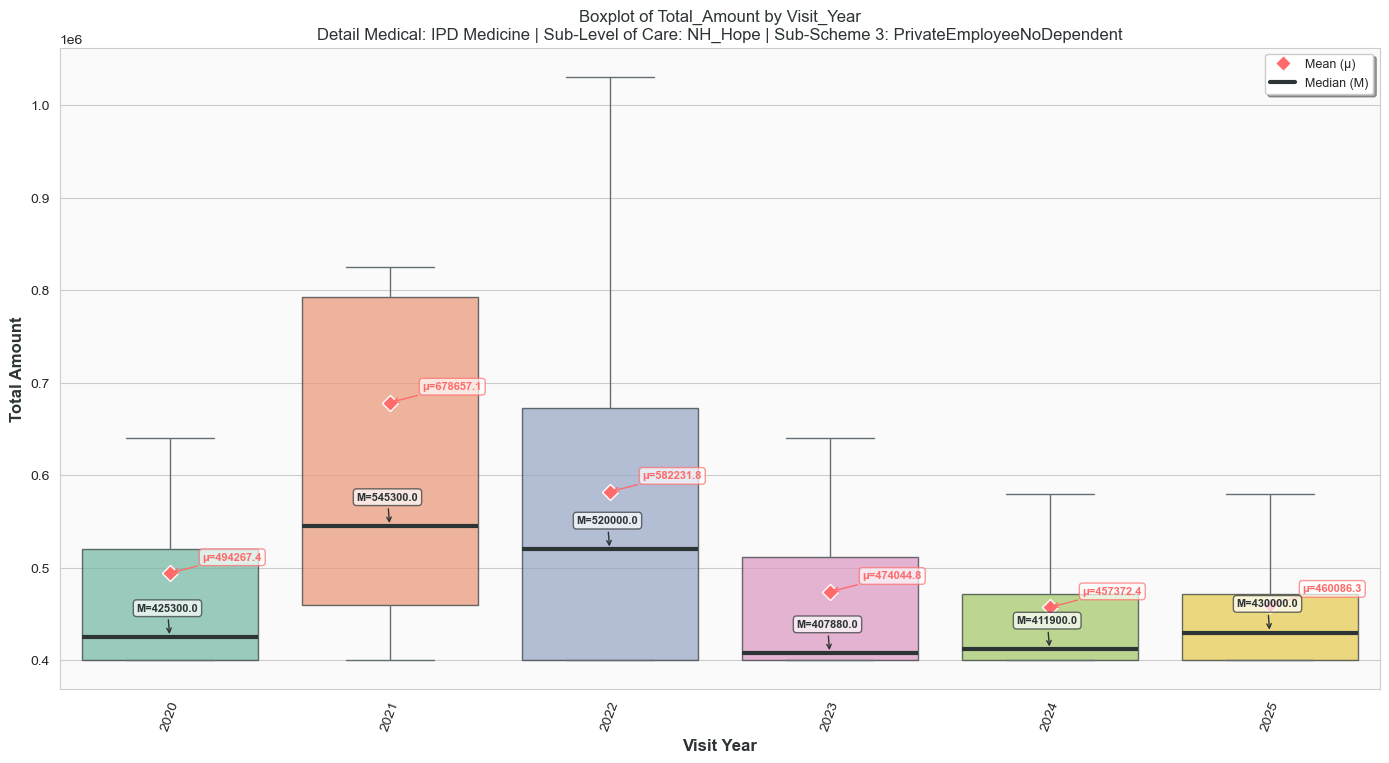 Boxplot of Total_Amount by Visit_Year
Detail Medical: IPD Medicine | Sub-Level of Care: NH_Hope | Sub-Scheme 3: PrivateEmployeeNoDependent
1e6
Mean (μ)
Median (M)
1.0
0.9
0.8
0.7
0.6
0.5
0.4
Total Amount
μ=494267.4
M=425300.0
μ=678657.1
M=545300.0
μ=582231.8
M=520000.0
μ=474044.8
M=407880.0
μ=457372.4
M=411900.0
μ=460086.3
M=430000.0
2020
2021
2022
2023
2024
2025
Visit Year